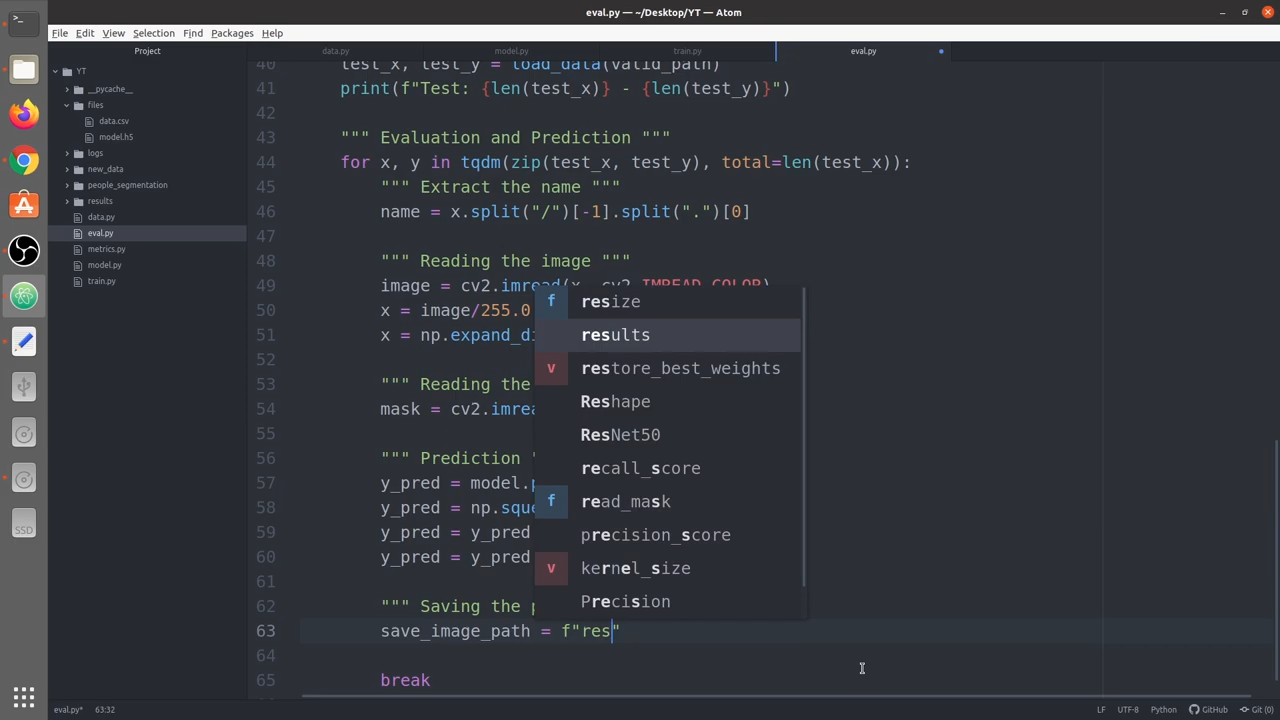 eval.py — ~/Desktop/YT — Atom
File Edit View Selection Find Packages Help
Project
data.py model.py train.py eval.py
YT
__pycache__
files
data.csv
model.h5
logs
new_data
people_segmentation
results
data.py
eval.py
metrics.py
model.py
train.py
40 test_x, test_y = load_data(valid_path)
41 print(f"Test: {len(test_x)} - {len(test_y)}")
42
43 """ Evaluation and Prediction """
44 for x, y in tqdm(zip(test_x, test_y), total=len(test_x)):
45 """ Extract the name """
46 name = x.split("/")[-1].split(".")[0]
47
48 """ Reading the image """
49 image = cv2.imread(x, cv2.IMREAD_COLOR)
50 x = image/255.0
51 x = np.expand_di
52
53 """ Reading the
54 mask = cv2.imrea
55
56 """ Prediction "
57 y_pred = model.p
58 y_pred = np.sque
59 y_pred = y_pred
60 y_pred = y_pred
61
62 """ Saving the p
63 save_image_path = f"res"
64
65 break
f resize
results
v restore_best_weights
Reshape
ResNet50
recall_score
f read_mask
precision_score
v kernel_size
Precision
SSD
eval.py* 63:32 LF UTF-8 Python GitHub Git (0)